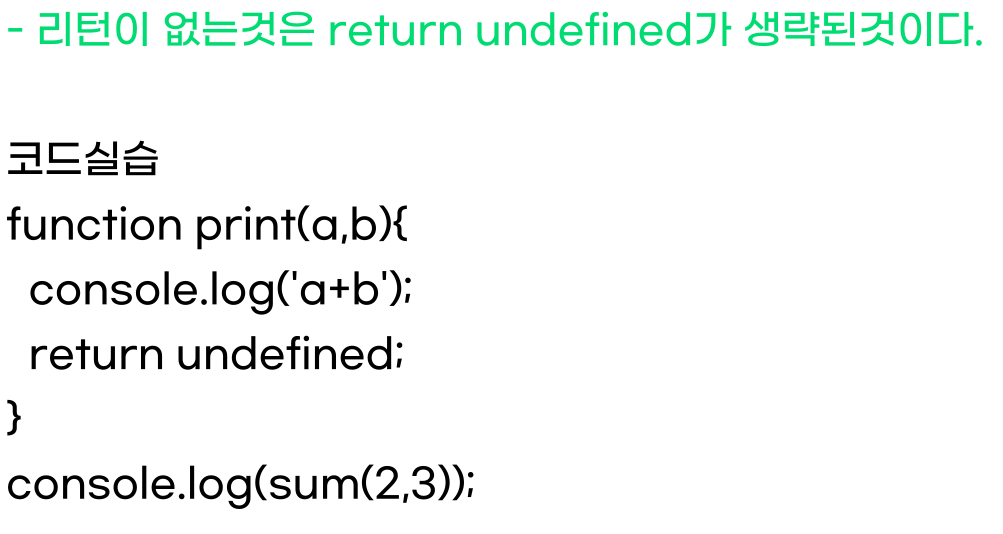 - 리턴이 없는것은 return undefined가 생략된것이다.
코드실습
function print(a,b){
console.log('a+b');
return undefined;
}
console.log(sum(2,3));